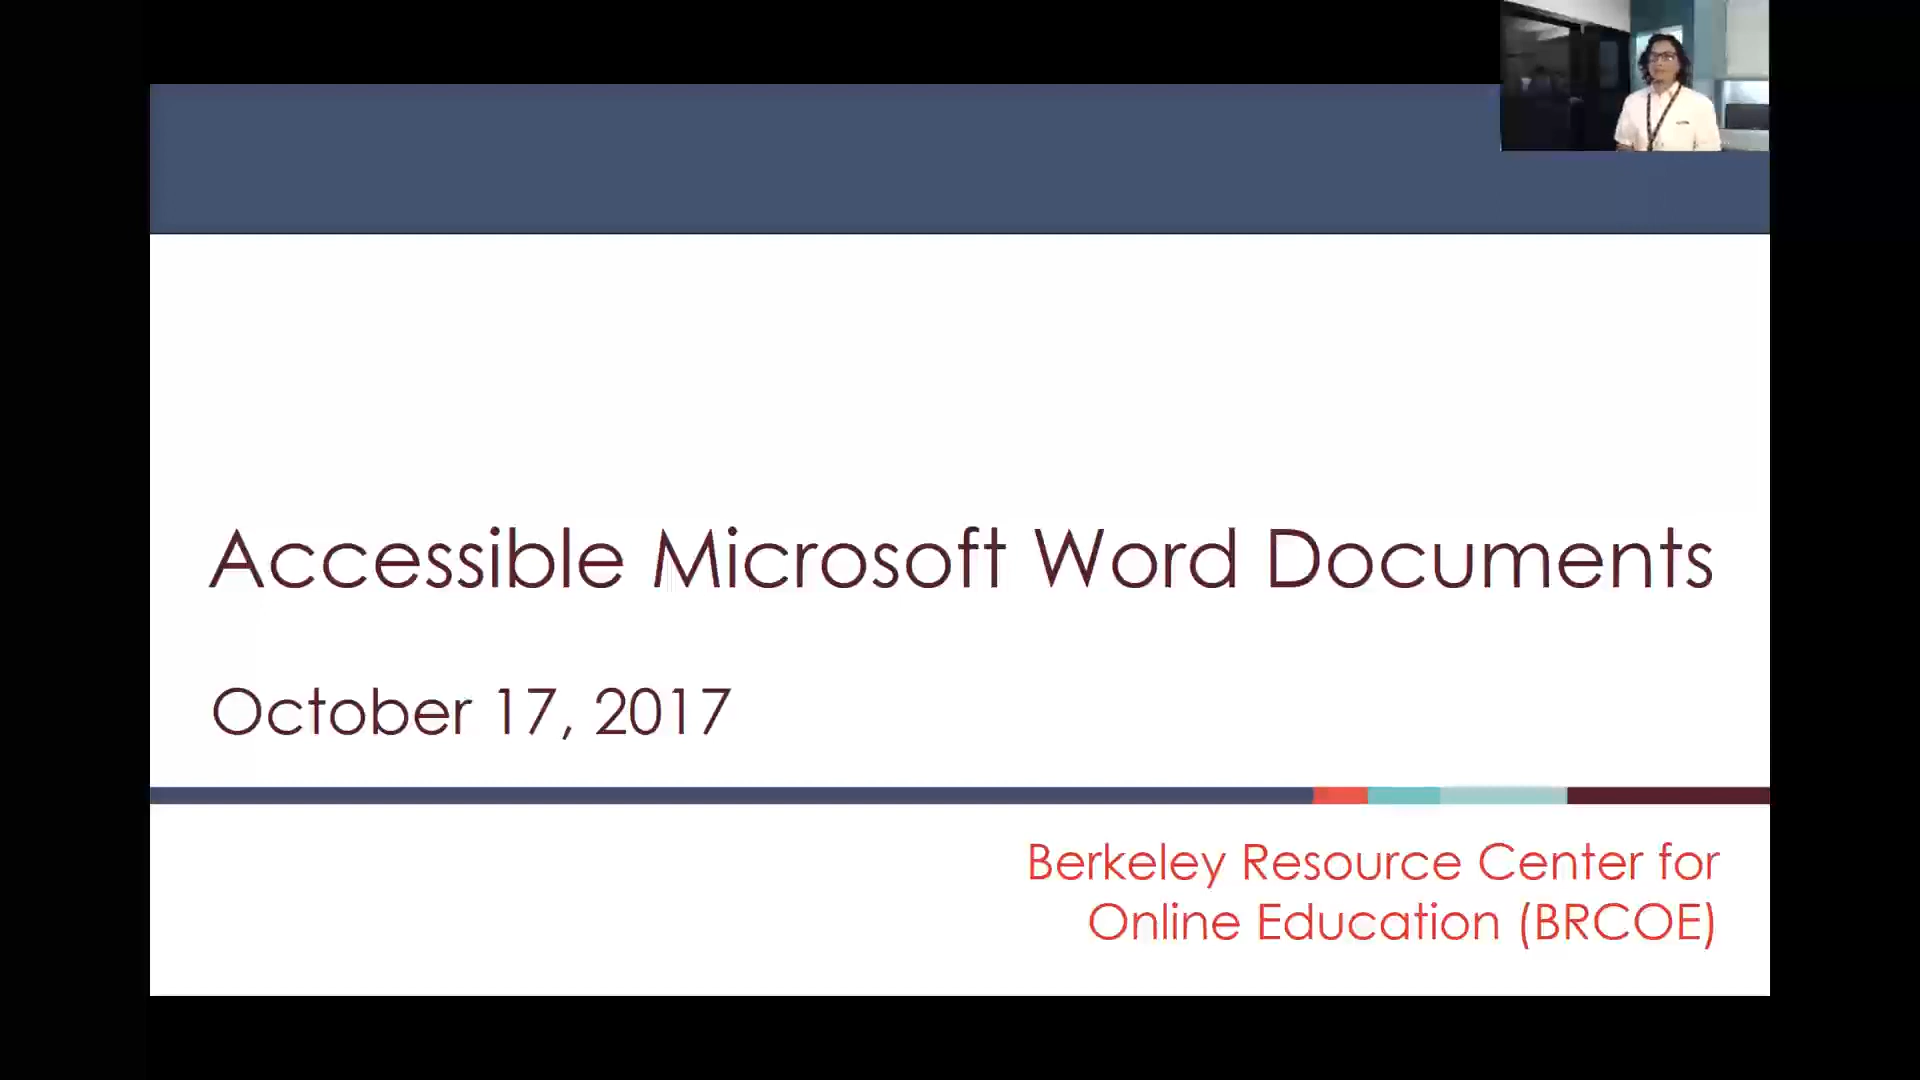 Accessible Microsoft Word Documents
October 17, 2017
Berkeley Resource Center for
Online Education (BRCOE)